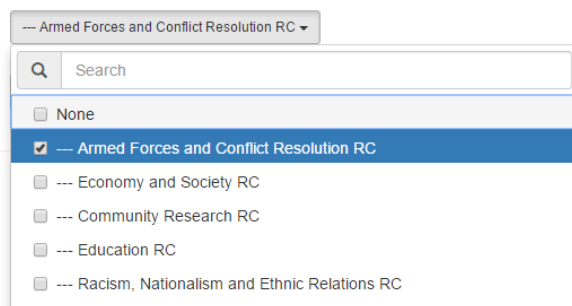 --- Armed Forces and Conflict Resolution RC
Search
None
--- Armed Forces and Conflict Resolution RC
--- Economy and Society RC
--- Community Research RC
--- Education RC
--- Racism, Nationalism and Ethnic Relations RC